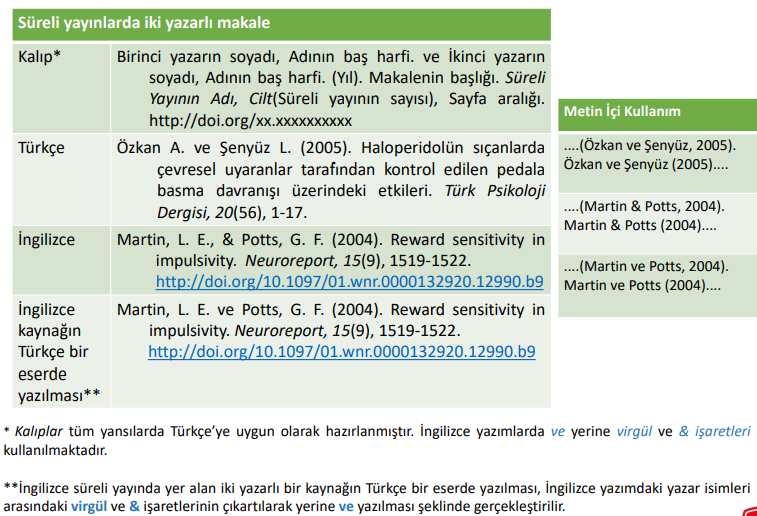 Süreli yayınlarda iki yazarlı makale
Kalıp*
Birinci yazarın soyadı, Adının baş harfi. ve İkinci yazarın
soyadı, Adının baş harfi. (Yıl). Makalenin başlığı. Süreli
Yayının Adı, Cilt(Süreli yayının sayısı), Sayfa aralığı.
http://doi.org/xx.xxxxxxxxxx
Türkçe
Özkan A. ve Şenyüz L. (2005). Haloperidolün sıçanlarda
çevresel uyaranlar tarafından kontrol edilen pedala
basma davranışı üzerindeki etkileri. Türk Psikoloji
Dergisi, 20(56), 1-17.
İngilizce
Martin, L. E., & Potts, G. F. (2004). Reward sensitivity in
impulsivity. Neuroreport, 15(9), 1519-1522.
http://doi.org/10.1097/01.wnr.0000132920.12990.b9
İngilizce
kaynağın
Türkçe bir
eserde
yazılması**
Martin, L. E. ve Potts, G. F. (2004). Reward sensitivity in
impulsivity. Neuroreport, 15(9), 1519-1522.
http://doi.org/10.1097/01.wnr.0000132920.12990.b9
Metin İçi Kullanım
....(Özkan ve Şenyüz, 2005).
Özkan ve Şenyüz (2005)....
....(Martin & Potts, 2004).
Martin & Potts (2004)....
....(Martin ve Potts, 2004).
Martin ve Potts (2004)....
* Kalıplar tüm yansılarda Türkçe’ye uygun olarak hazırlanmıştır. İngilizce yazımlarda ve yerine virgül ve & işaretleri
kullanılmaktadır.
**İngilizce süreli yayında yer alan iki yazarlı bir kaynağın Türkçe bir eserde yazılması, İngilizce yazımdaki yazar isimleri
arasındaki virgül ve & işaretlerinin çıkartılarak yerine ve yazılması şeklinde gerçekleştirilir.